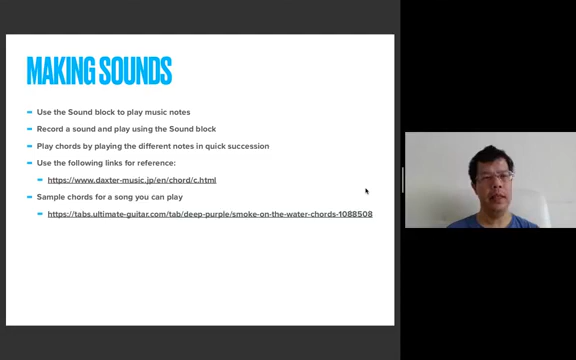 MAKING SOUNDS
Use the Sound block to play music notes
Record a sound and play using the Sound block
Play chords by playing the different notes in quick succession
Use the following links for reference:
https://www.daxter-music.jp/en/chord/c.html
Sample chords for a song you can play
https://tabs.ultimate-guitar.com/tab/deep-purple/smoke-on-the-water-chords-1088508